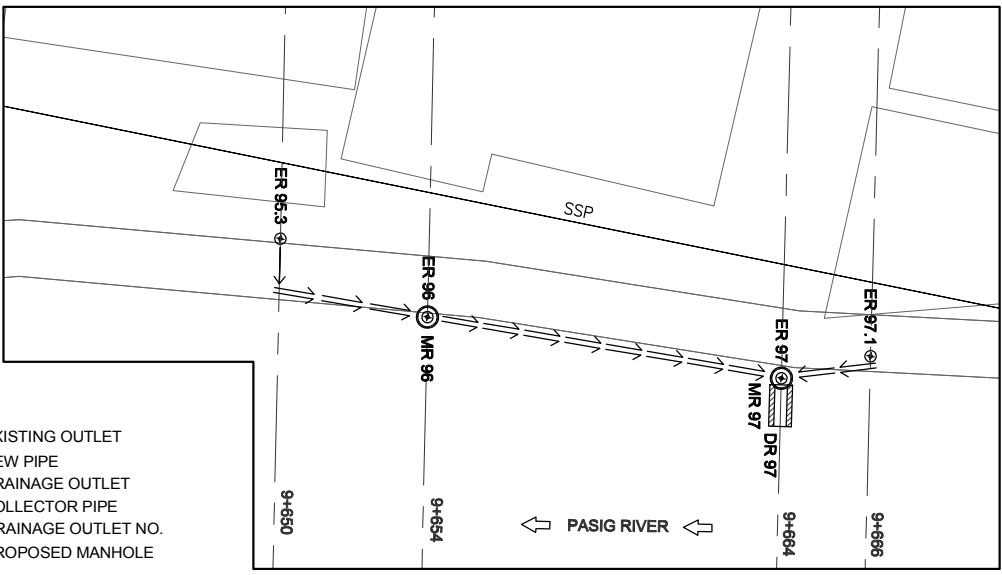 SSP
ER 95.3
ER 96
MR 96
ER 97
MR 97
DR 97
ER 97.1
9+650
9+654
9+664
9+666
PASIG RIVER
XISTING OUTLET
EW PIPE
RAINAGE OUTLET
OLLECTOR PIPE
RAINAGE OUTLET NO.
ROPOSED MANHOLE